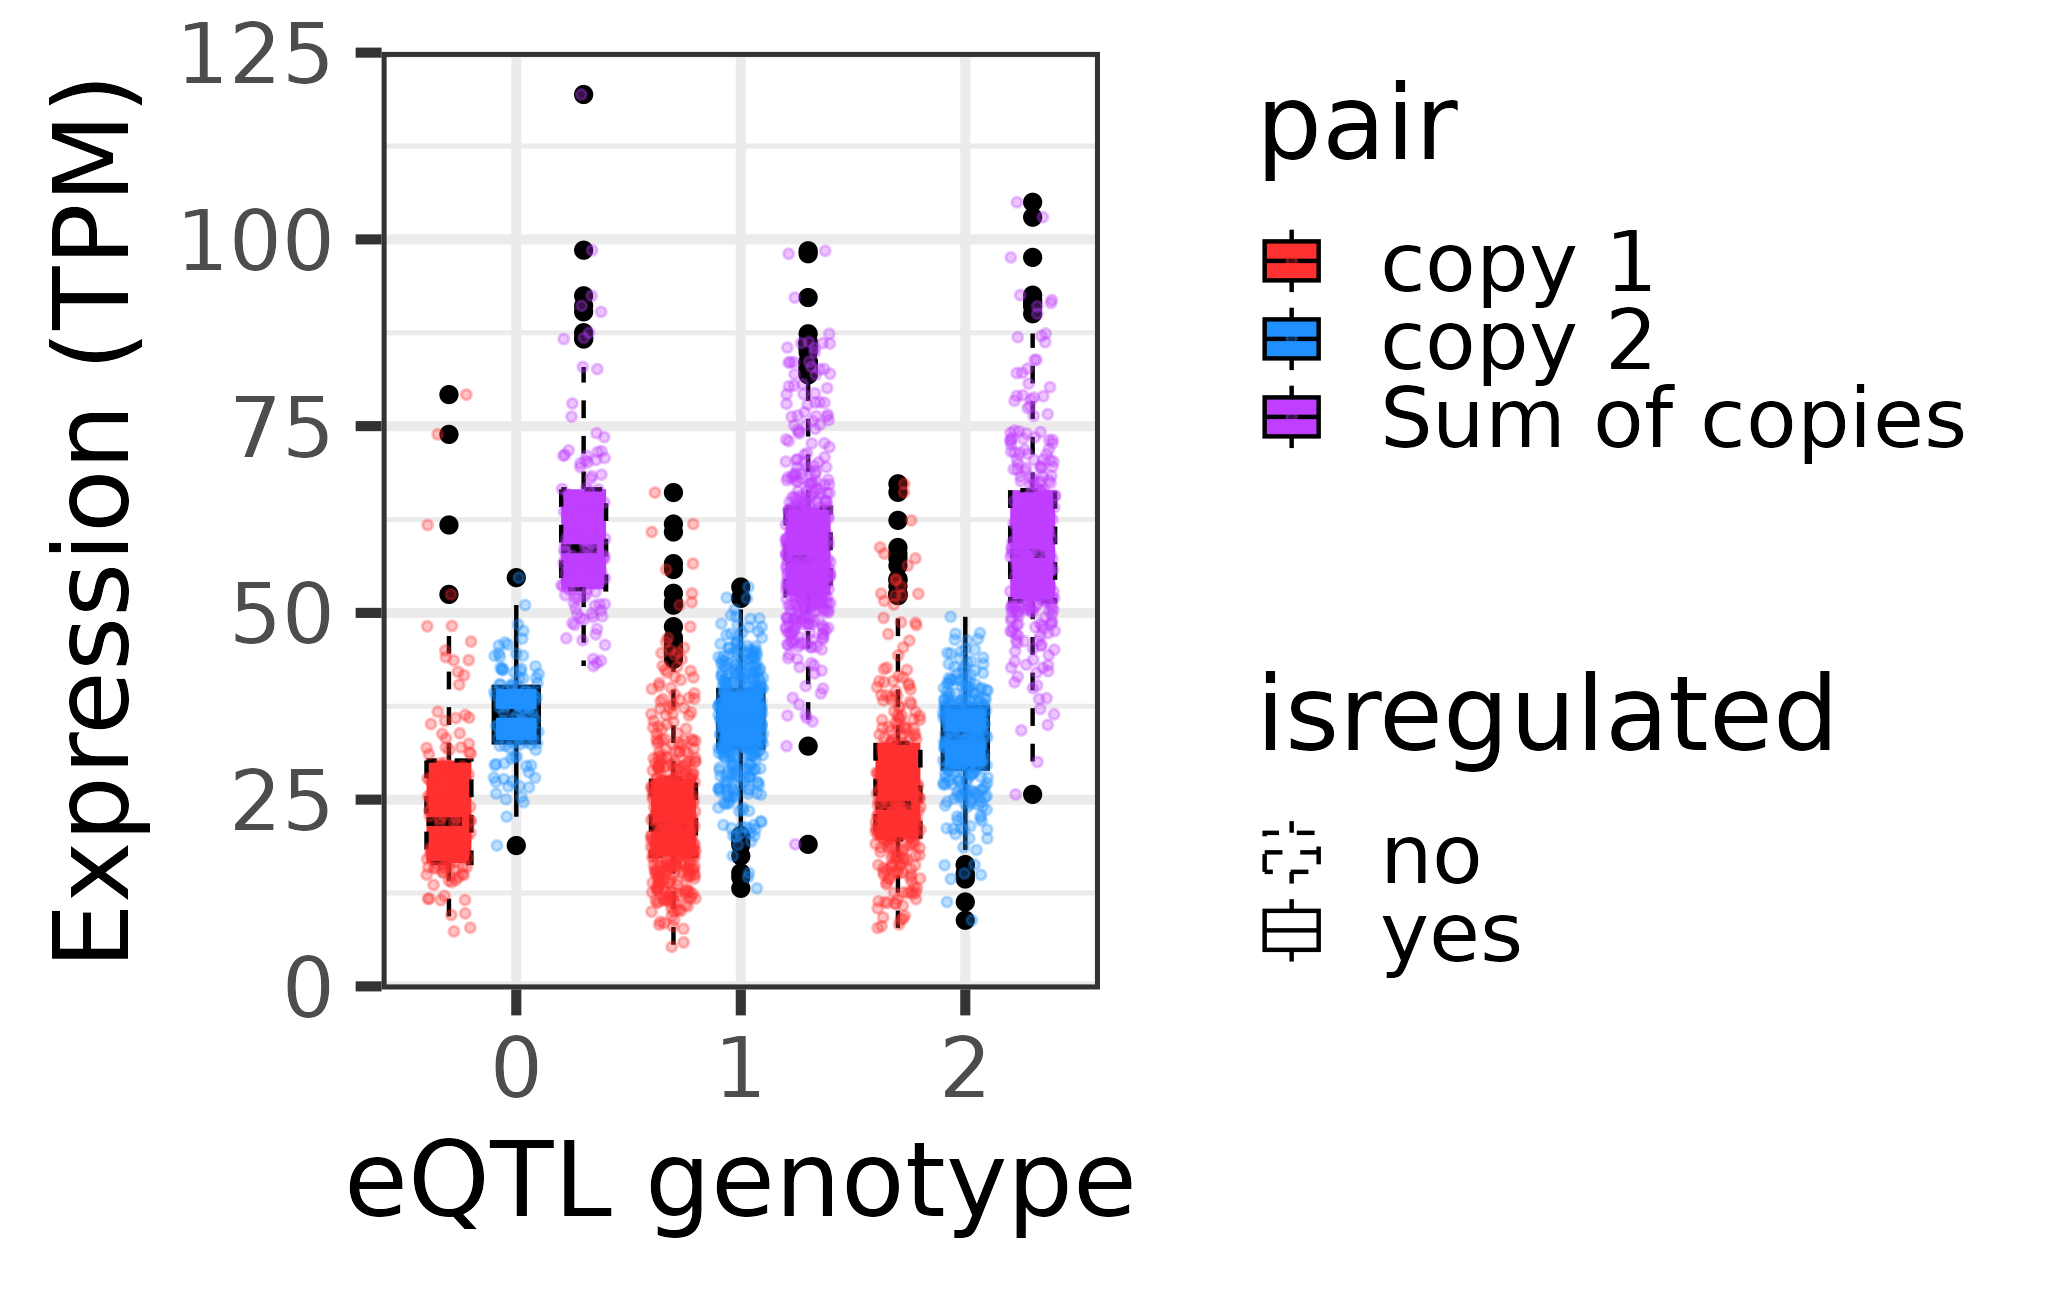 Expression (TPM)
125
100
75
50
25
0
0 1 2
eQTL genotype
pair
copy 1
copy 2
Sum of copies
isregulated
no
yes